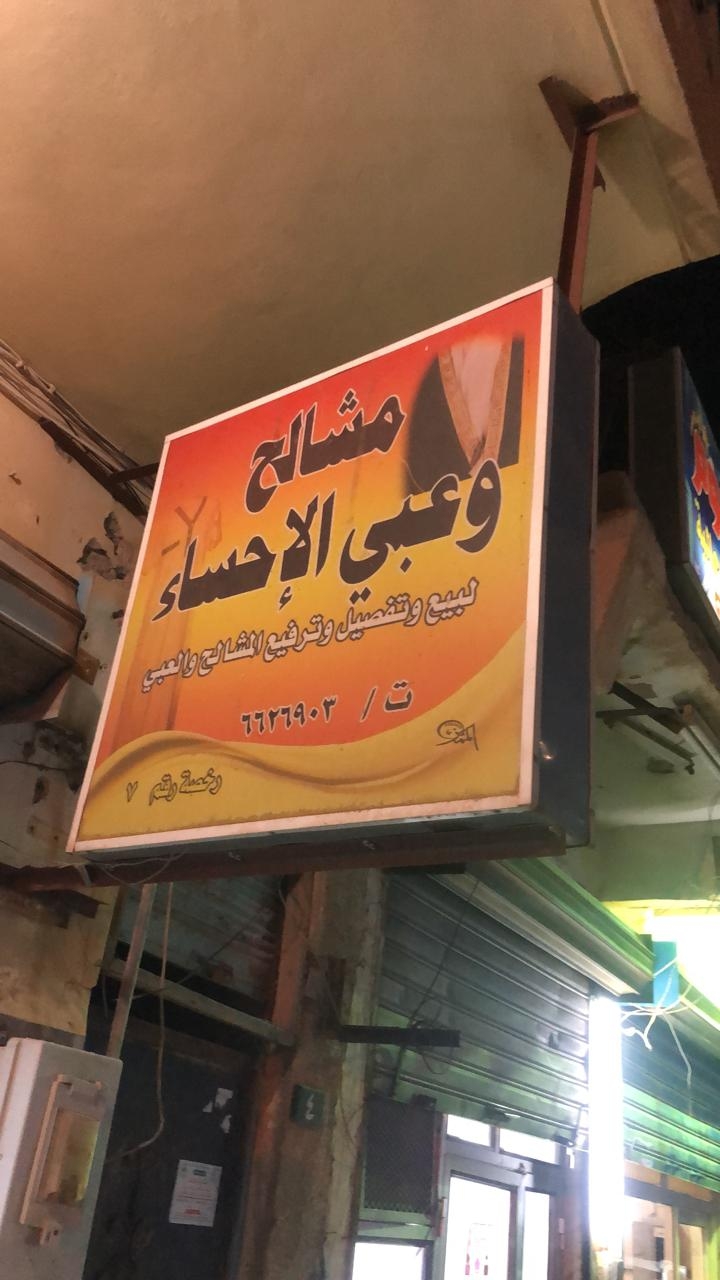 مشالح
وعبي الإحساء
لبيع وتفصيل وترفيع المشالح والعبي
ت / ٦٦٢٦٩٠٣
رخصة رقم ٧